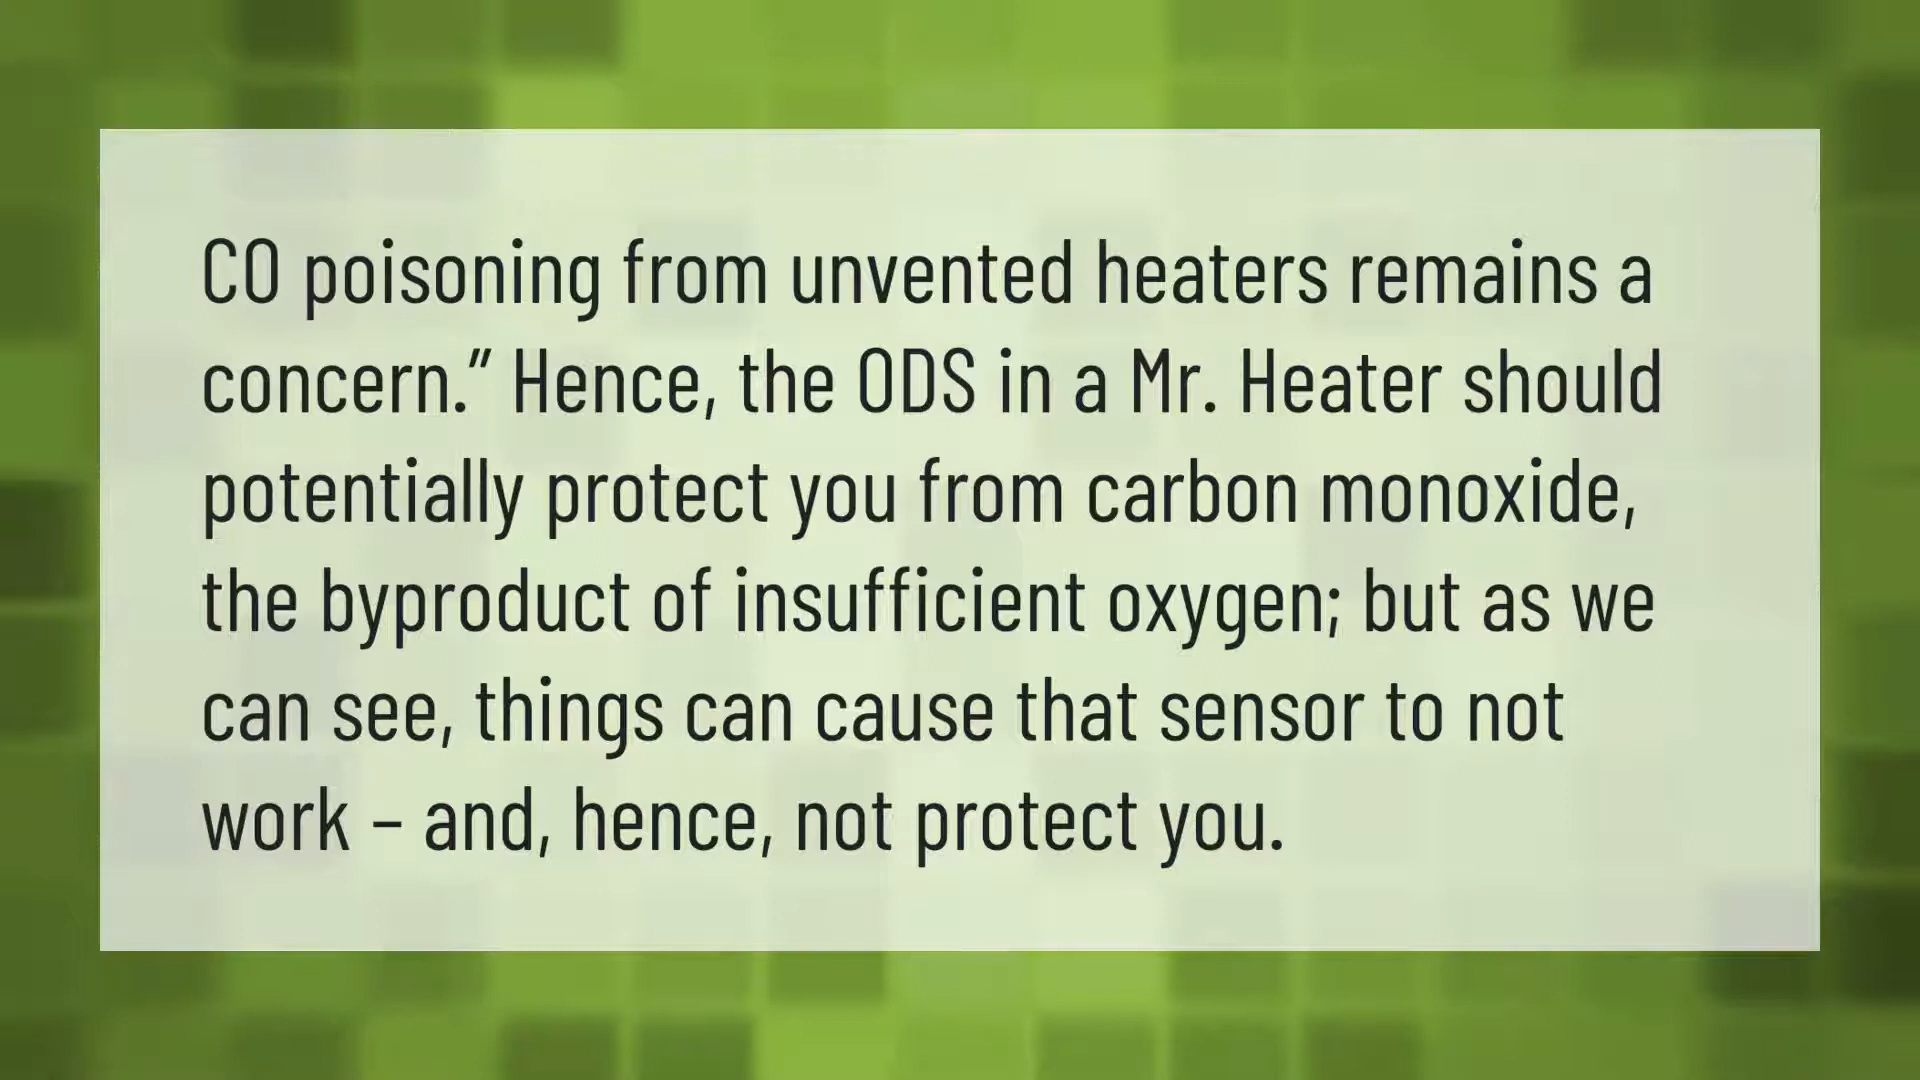 CO poisoning from unvented heaters remains a
concern.” Hence, the ODS in a Mr. Heater should
potentially protect you from carbon monoxide,
the byproduct of insufficient oxygen; but as we
can see, things can cause that sensor to not
work – and, hence, not protect you.